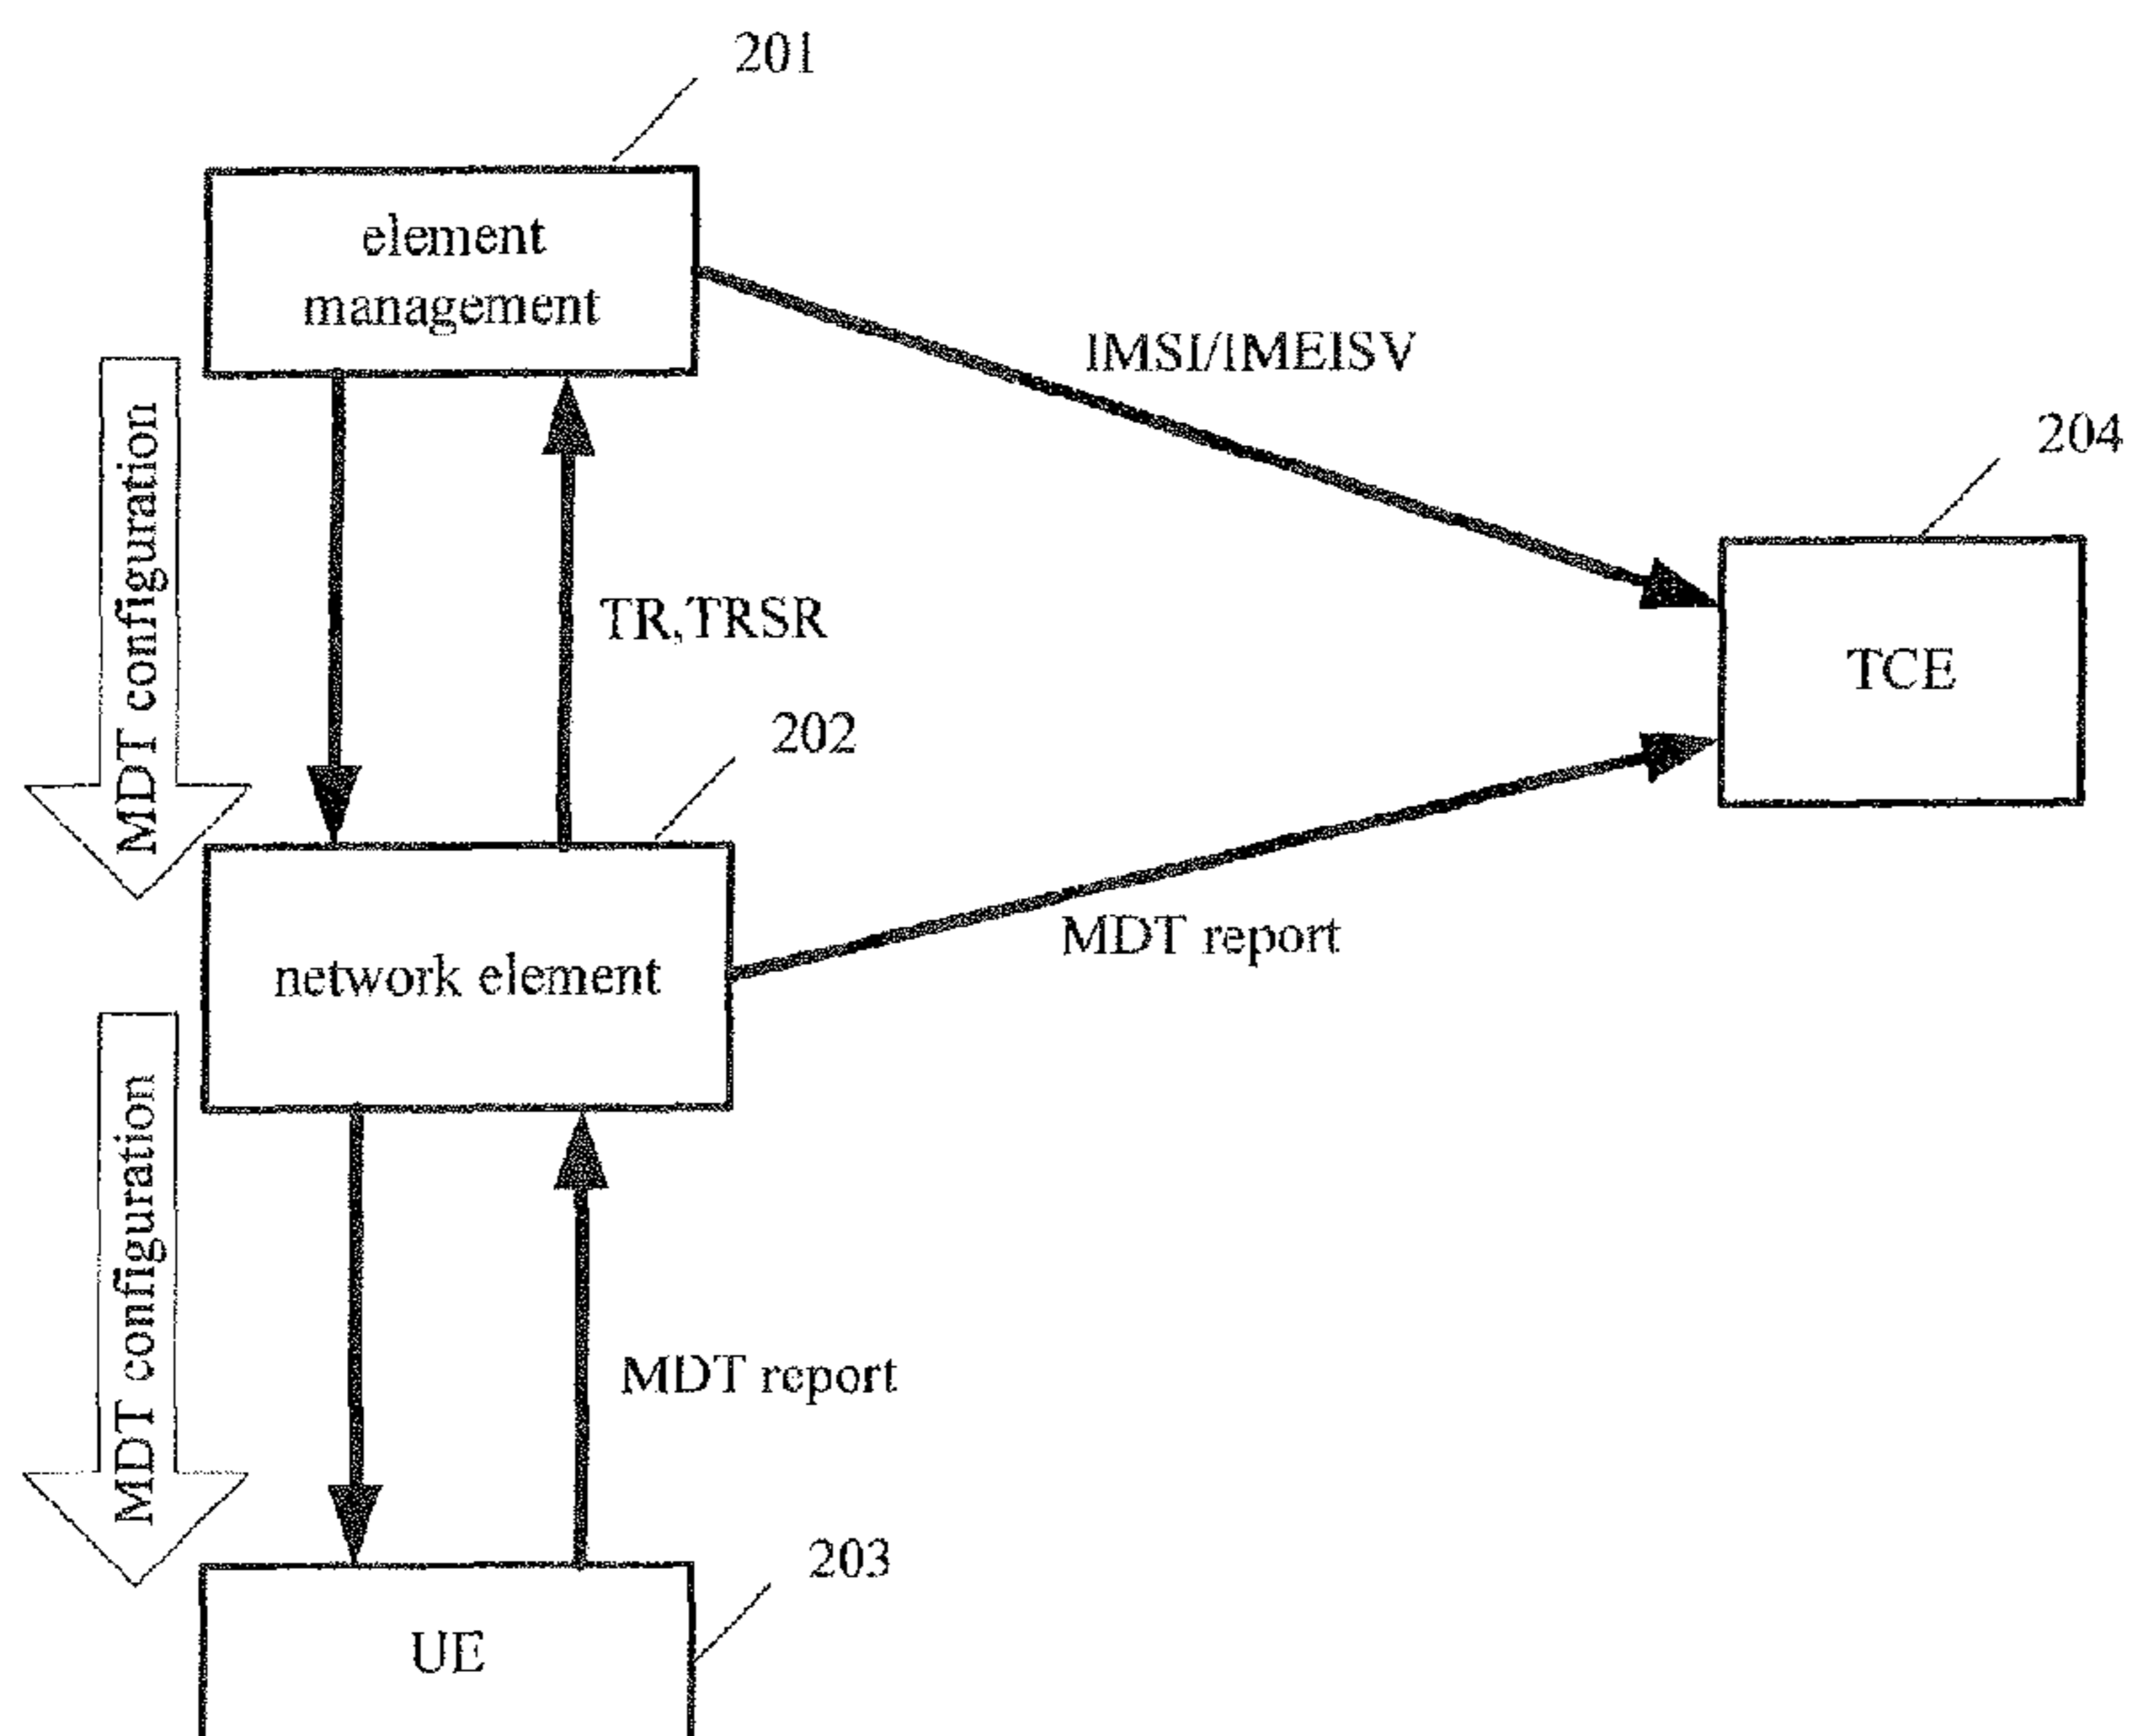 201
element
management
IMSI/IMEISV
204
MDT configuration
TR,TRSR
TCE
202
network element
MDT report
MDT configuration
MDT report
203
UE